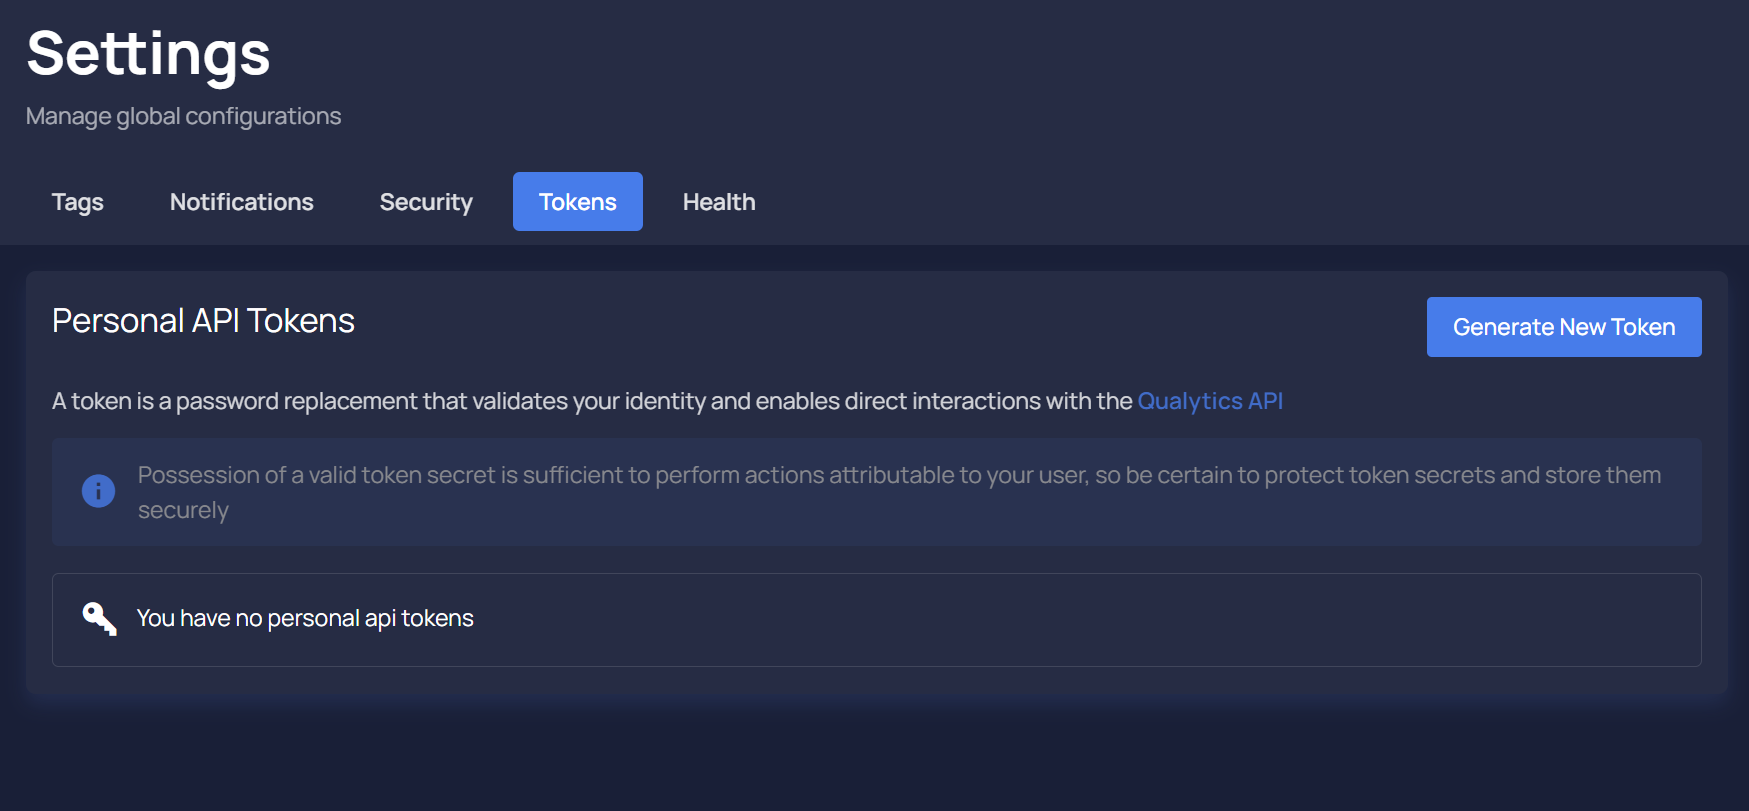 Settings
Manage global configurations
Tags Notifications Security Tokens Health
Personal API Tokens
Generate New Token
A token is a password replacement that validates your identity and enables direct interactions with the Qualytics API
Possession of a valid token secret is sufficient to perform actions attributable to your user, so be certain to protect token secrets and store them
securely
You have no personal api tokens